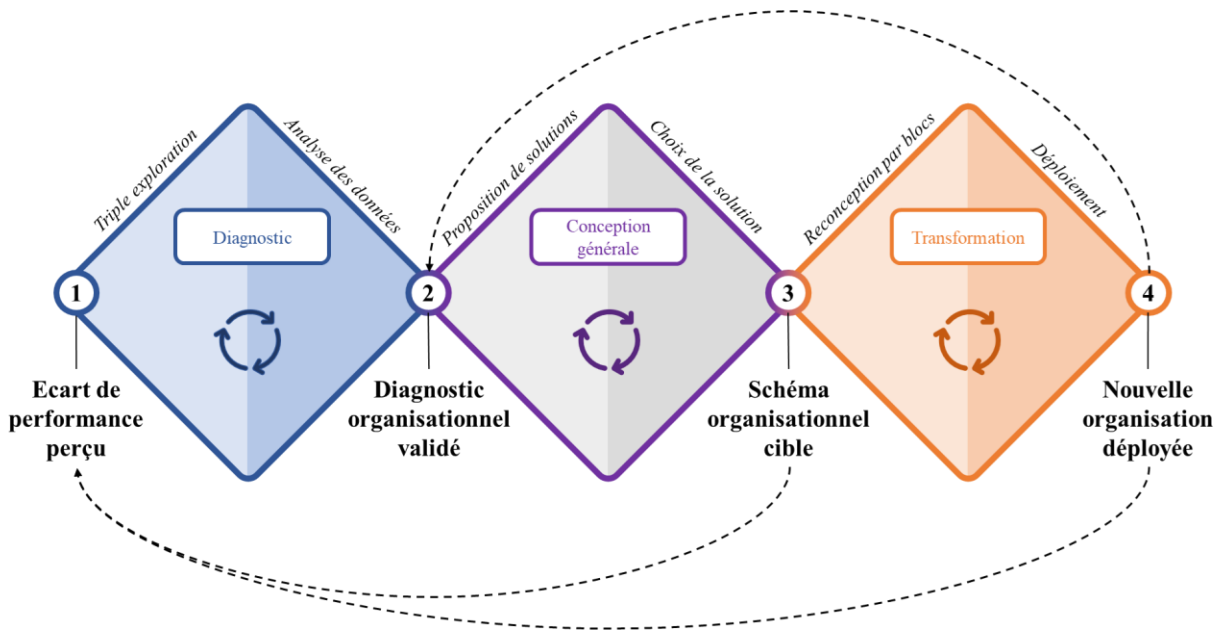 Triple exploration
Analyse des données
Proposition de solutions
Choix de la solution
Reconception par blocs
Déploiement
Diagnostic
Conception
générale
Transformation
1
2
3
4
Ecart de
performance
perçu
Diagnostic
organisationnel
validé
Schéma
organisationnel
cible
Nouvelle
organisation
déployée